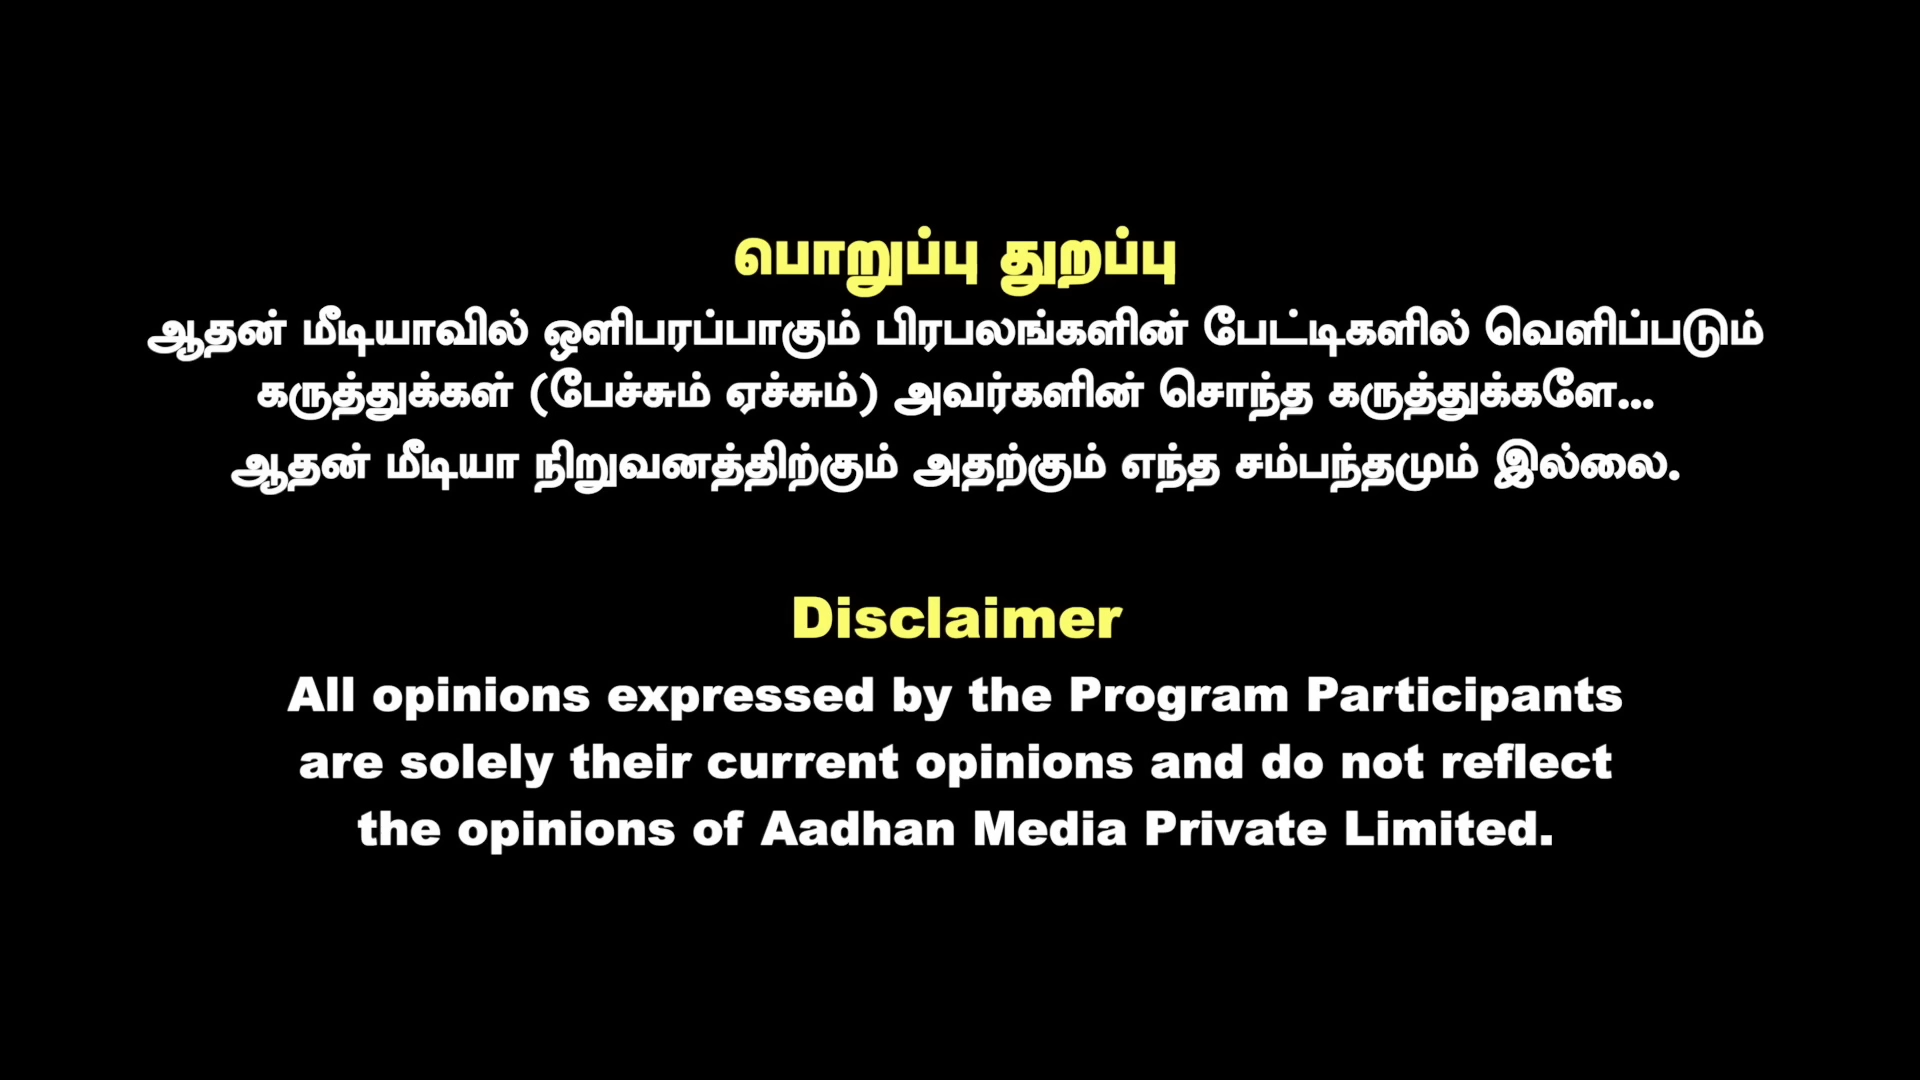 பொறுப்பு துறப்பு
ஆதன் மீடியாவில் ஒளிபரப்பாகும் பிரபலங்களின் பேட்டிகளில் வெளிப்படும்
கருத்துக்கள் (பேச்சும் ஏச்சும்) அவர்களின் சொந்த கருத்துக்களே...
ஆதன் மீடியா நிறுவனத்திற்கும் அதற்கும் எந்த சம்பந்தமும் இல்லை.
Disclaimer
All opinions expressed by the Program Participants
are solely their current opinions and do not reflect
the opinions of Aadhan Media Private Limited.